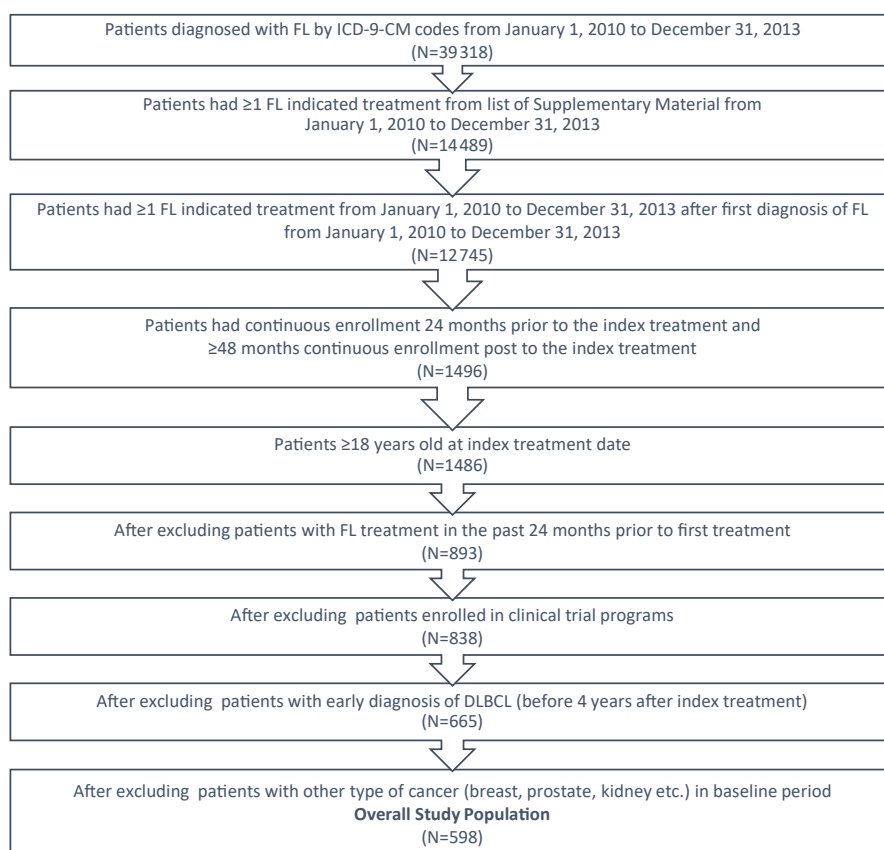 Patients diagnosed with FL by ICD-9-CM codes from January 1, 2010 to December 31, 2013
(N=39 318)
Patients had ≥1 FL indicated treatment from list of Supplementary Material from
January 1, 2010 to December 31, 2013
(N=14 489)
Patients had ≥1 FL indicated treatment from January 1, 2010 to December 31, 2013 after first diagnosis of FL
from January 1, 2010 to December 31, 2013
(N=12 745)
Patients had continuous enrollment 24 months prior to the index treatment and
≥48 months continuous enrollment post to the index treatment
(N=1496)
Patients ≥18 years old at index treatment date
(N=1486)
After excluding patients with FL treatment in the past 24 months prior to first treatment
(N=893)
After excluding patients enrolled in clinical trial programs
(N=838)
After excluding patients with early diagnosis of DLBCL (before 4 years after index treatment)
(N=665)
After excluding patients with other type of cancer (breast, prostate, kidney etc.) in baseline period
Overall Study Population
(N=598)